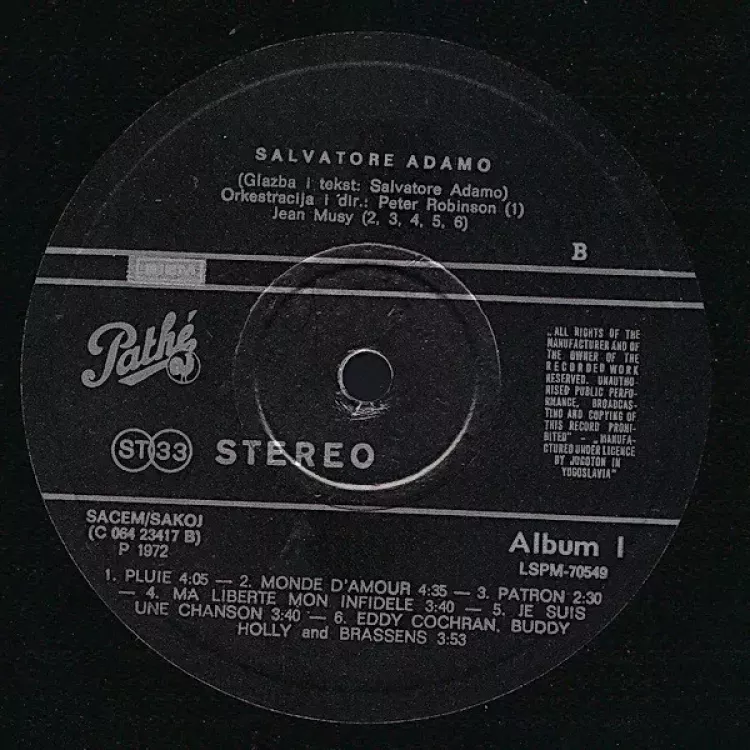 SALVATORE ADAMO
(Glazba i tekst: Salvatore Adamo)
Orkestracija i dir.: Peter Robinson (1)
Jean Musy (2, 3, 4, 5, 6)
B
Pathé
ST 33 STEREO
„ALL RIGHTS OF THE
MANUFACTURER AND OF
THE OWNER OF THE
RECORDED WORK
RESERVED. UNAUTHO-
RISED PUBLIC PERFO-
RMANCE, BROADCAS-
TING AND COPYING OF
THIS RECORD PROHI-
BITED" - „MANUFA-
CTURED UNDER LICENCE
BY JUGOTON IN
YUGOSLAVIA"
SACEM/SAKOJ
(C 064 23417 B)
P 1972
Album I
LSPM-70549
1. PLUIE 4:05 — 2. MONDE D'AMOUR 4:35 — 3. PATRON 2:30
— 4. MA LIBERTE MON INFIDELE 3:40 — 5. JE SUIS
UNE CHANSON 3:40 — 6. EDDY COCHRAN, BUDDY
HOLLY and BRASSENS 3:53